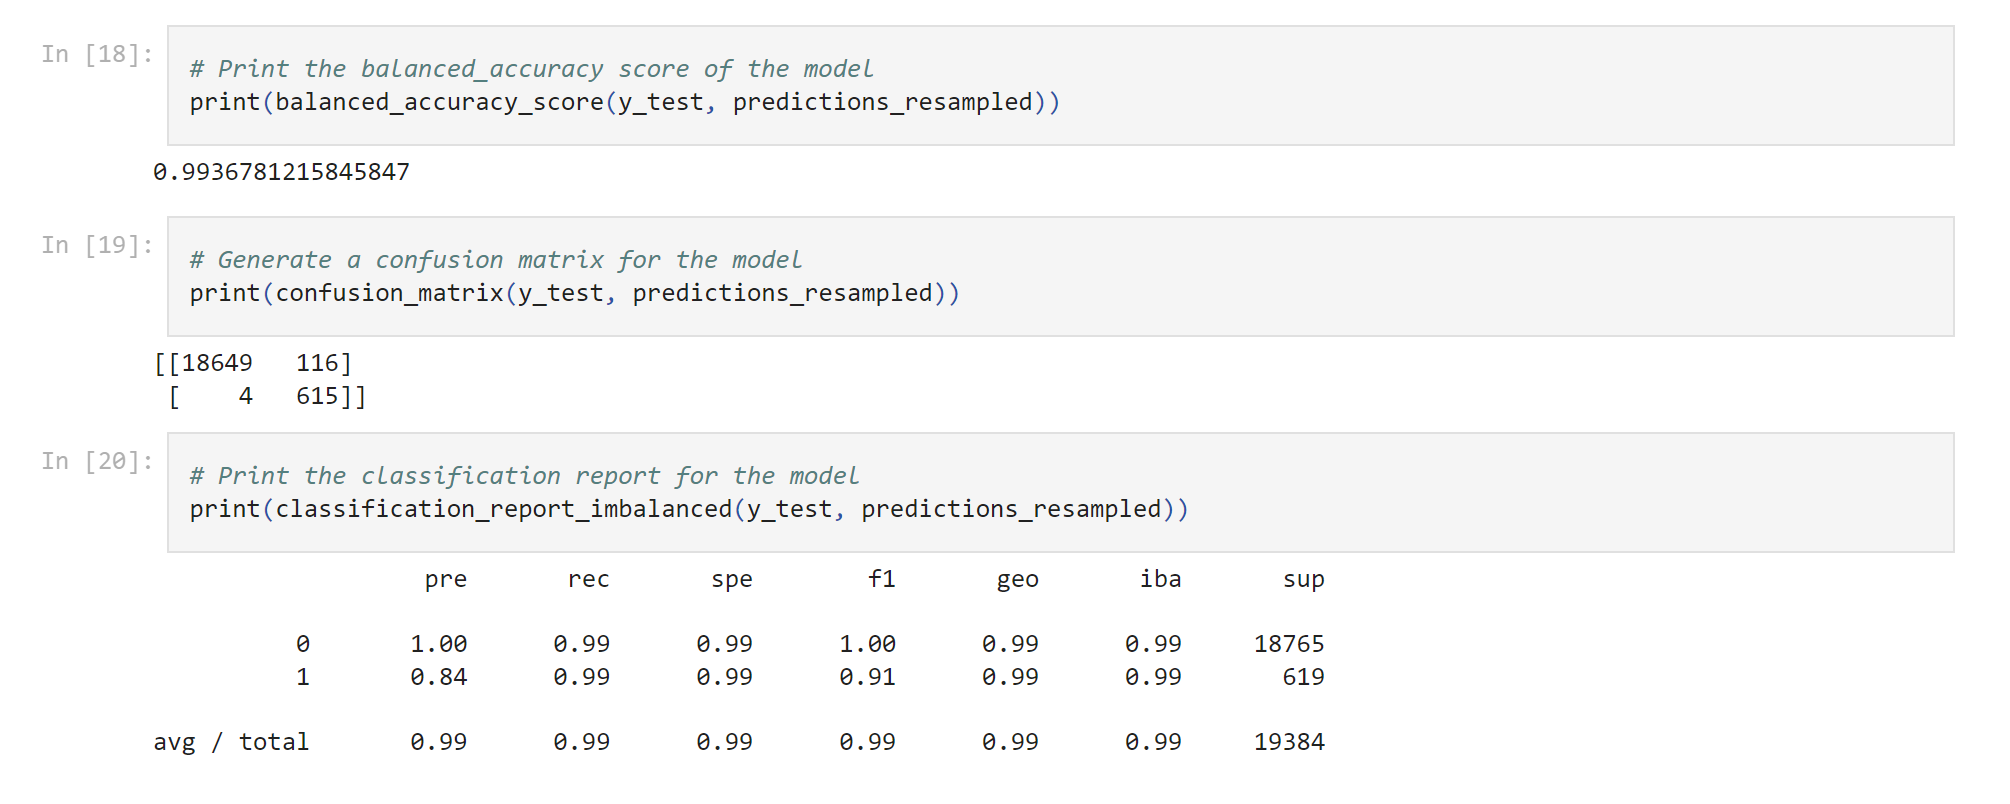 In [18]:
# Print the balanced_accuracy score of the model
print(balanced_accuracy_score(y_test, predictions_resampled))
0.9936781215845847
In [19]:
# Generate a confusion matrix for the model
print(confusion_matrix(y_test, predictions_resampled))
[[18649   116]
 [    4   615]]
In [20]:
# Print the classification report for the model
print(classification_report_imbalanced(y_test, predictions_resampled))
                   pre       rec       spe        f1       geo       iba       sup
          0       1.00      0.99      0.99      1.00      0.99      0.99     18765
          1       0.84      0.99      0.99      0.91      0.99      0.99       619
avg / total       0.99      0.99      0.99      0.99      0.99      0.99     19384